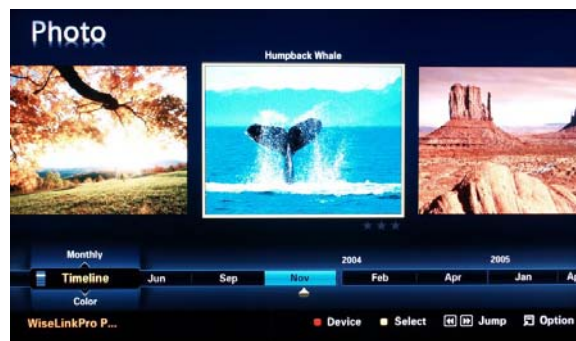 Photo
Humpback Whale
Monthly
2004 2005
Timeline Jun Sep Nov Feb Apr Jan
Color
WiseLinkPro P...
Device Select Jump Option